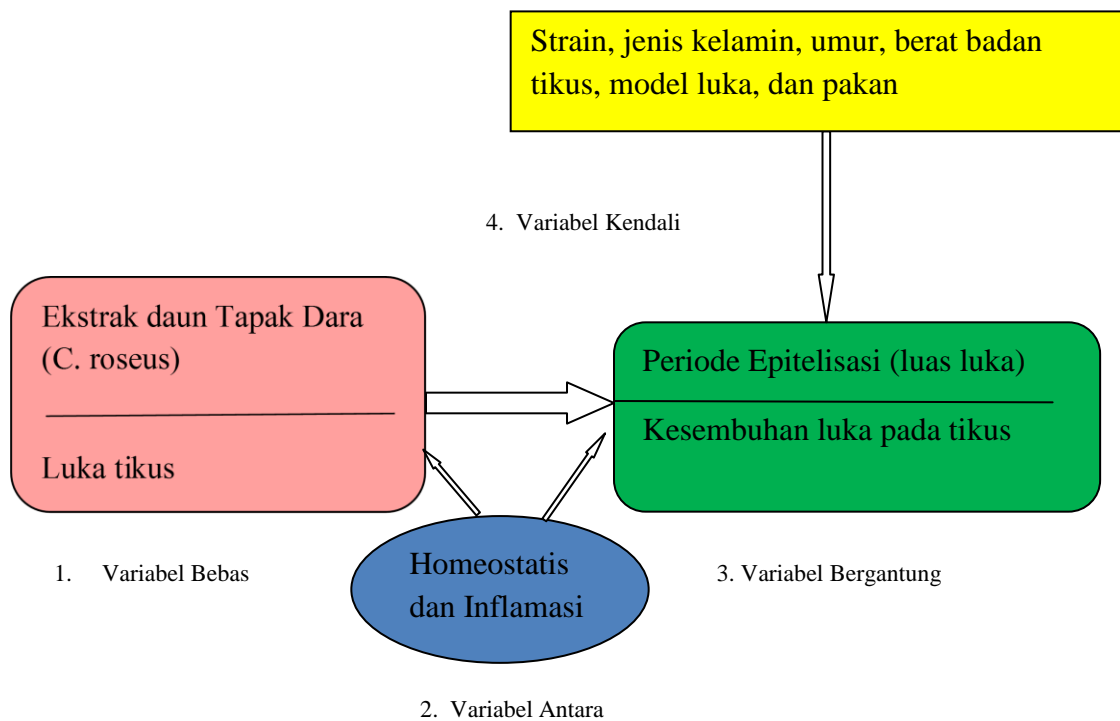 Strain, jenis kelamin, umur, berat badan
tikus, model luka, dan pakan
4. Variabel Kendali
Ekstrak daun Tapak Dara
(C. roseus)
Luka tikus
Periode Epitelisasi (luas luka)
Kesembuhan luka pada tikus
1. Variabel Bebas
Homeostatis
dan Inflamasi
3. Variabel Bergantung
2. Variabel Antara